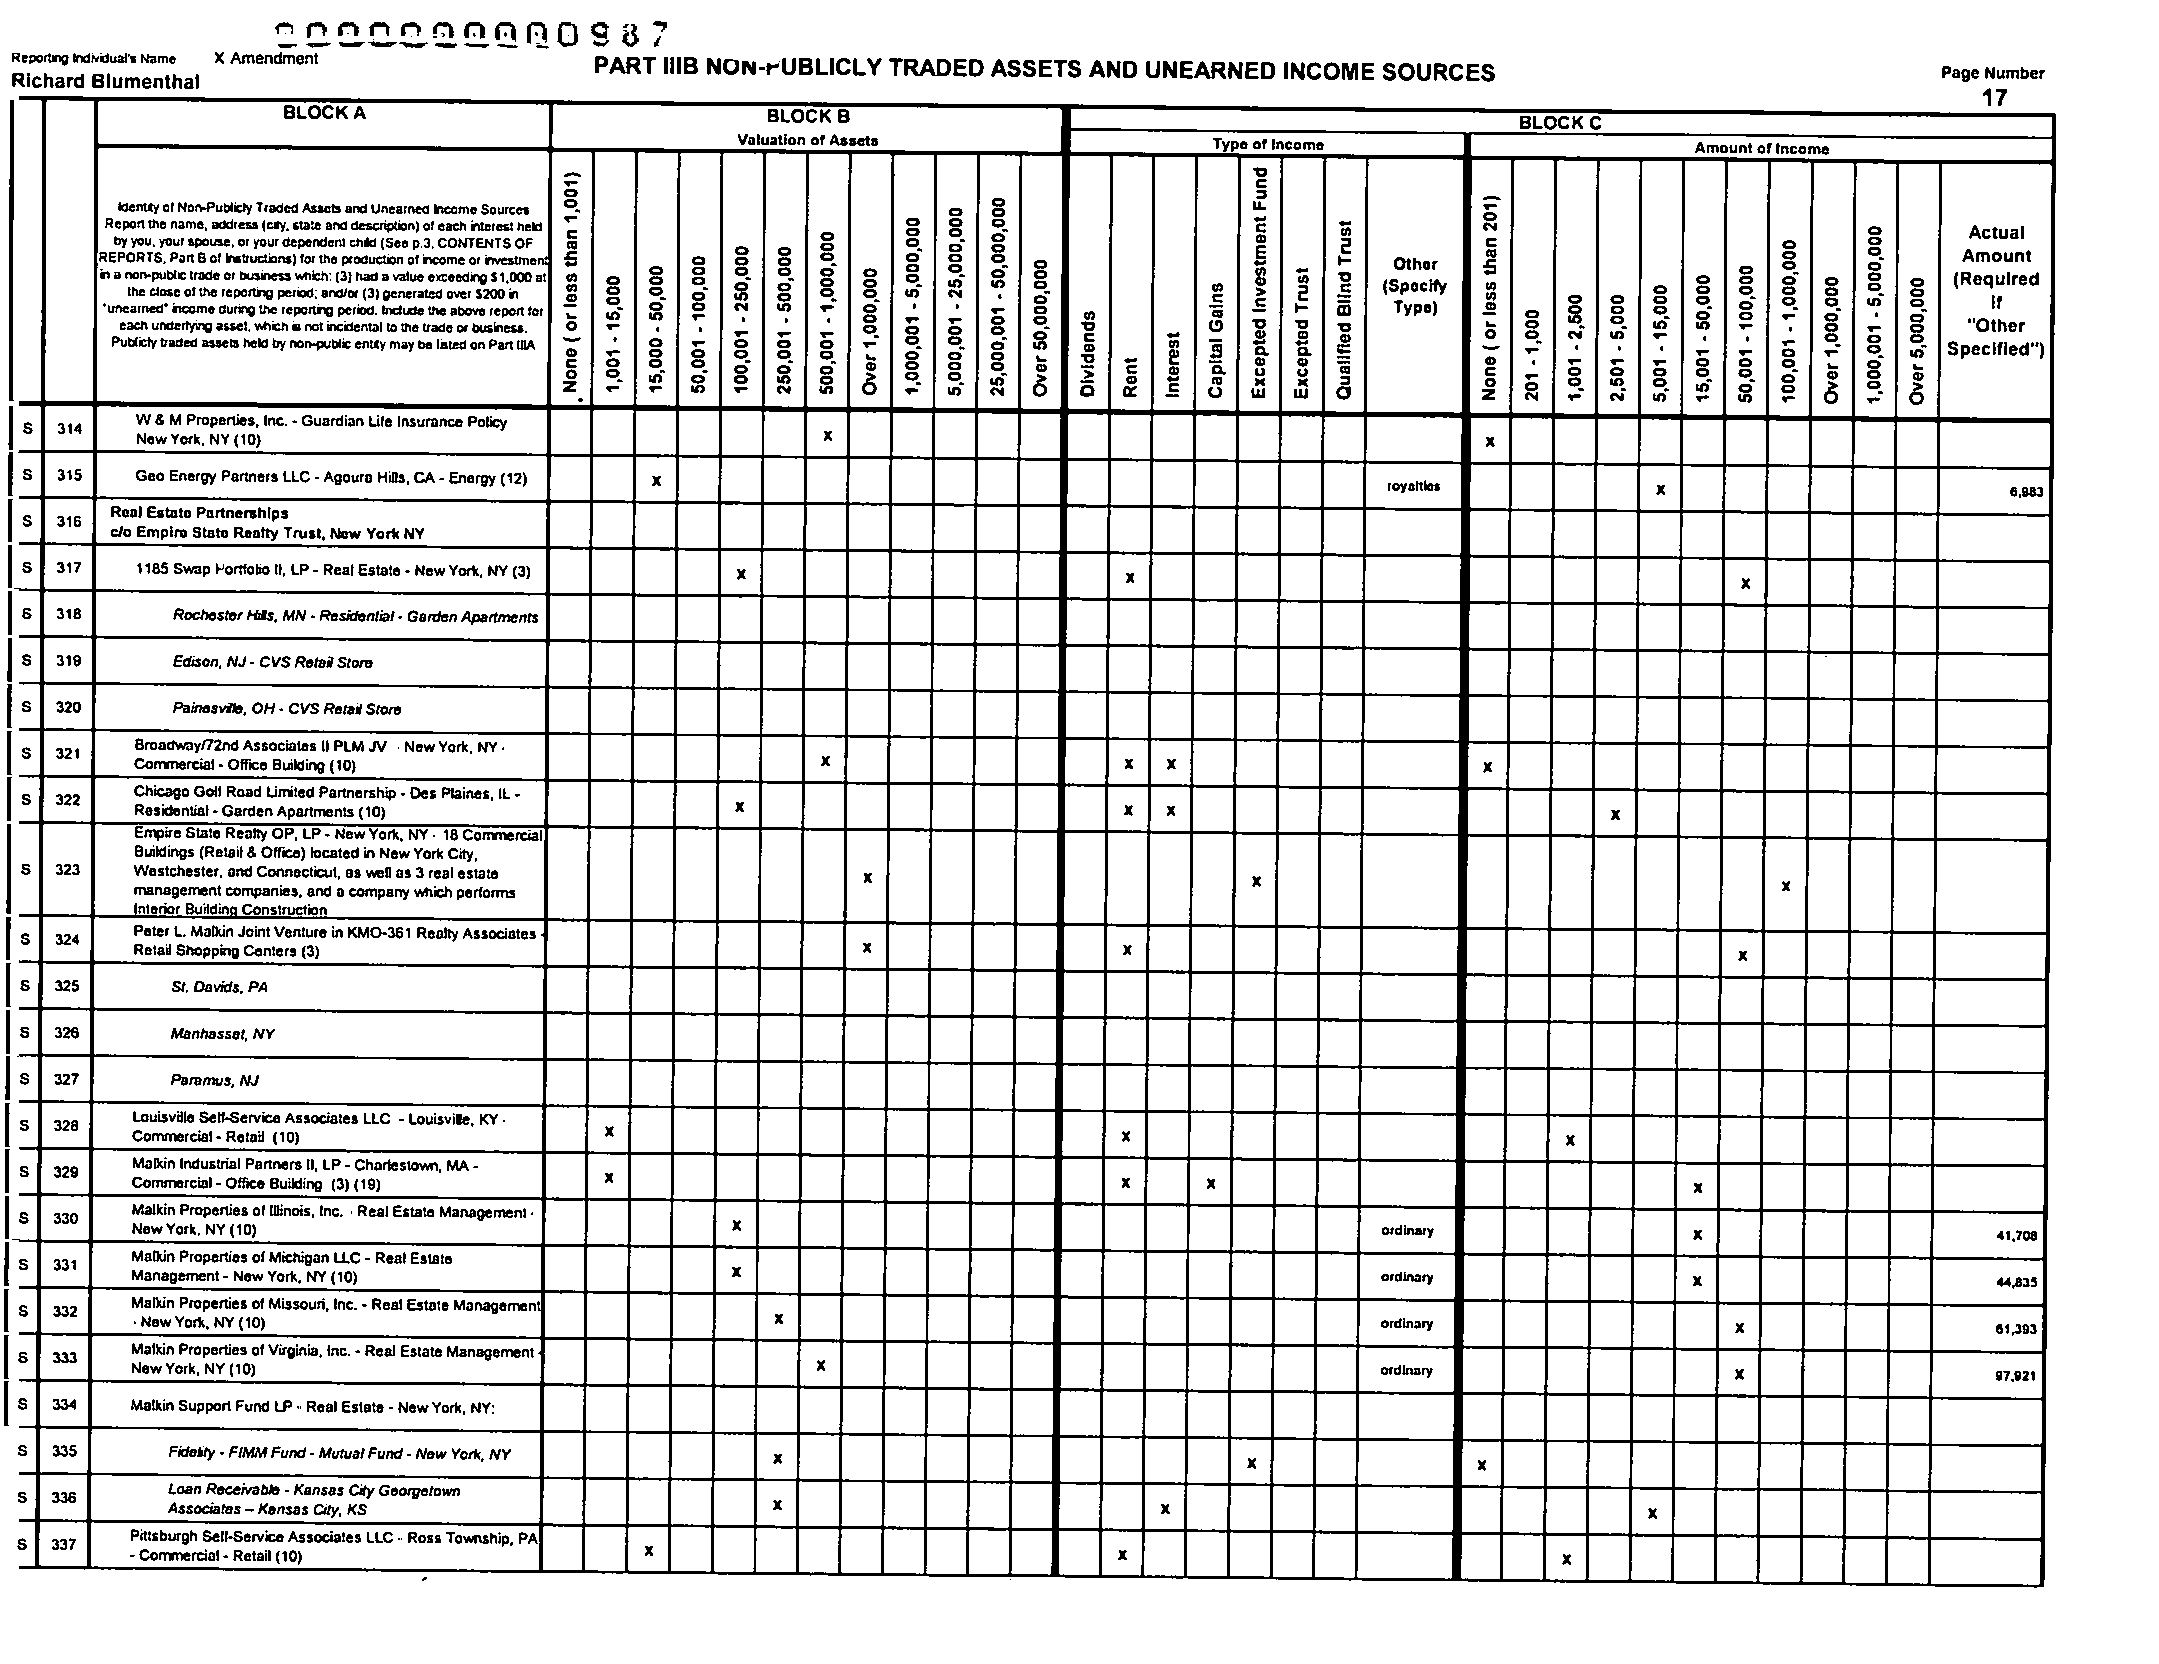 000000000987
Reporting Individual's Name X Amendment
Richard Blumenthal
PART IIIB NON-PUBLICLY TRADED ASSETS AND UNEARNED INCOME SOURCES
Page Number
17
BLOCK A
BLOCK B
BLOCK C
Valuation of Assets
Type of Income
Amount of Income
Identity of Non-Publicly Traded Assets and Unearned Income Sources
Report the name, address (city, state and description) of each interest held
by you, your spouse, or your dependent child (See p.3, CONTENTS OF
REPORTS, Part B of Instructions) for the production of income or investment
in a non-public trade or business which: (3) had a value exceeding $1,000 at
the close of the reporting period; and/or (3) generated over $200 in
"unearned" income during the reporting period. Include the above report for
each underlying asset, which is not incidental to the trade or business.
Publicly traded assets held by non-public entity may be listed on Part IIIA
None ( or less than 1,001)
1,001 - 15,000
15,000 - 50,000
50,001 - 100,000
100,001 - 250,000
250,001 - 500,000
500,001 - 1,000,000
Over 1,000,000
1,000,001 - 5,000,000
5,000,001 - 25,000,000
25,000,001 - 50,000,000
Over 50,000,000
Dividends
Rent
Interest
Capital Gains
Excepted Investment Fund
Excepted Trust
Qualified Blind Trust
Other
(Specify
Type)
None ( or less than 201)
201 - 1,000
1,001 - 2,500
2,501 - 5,000
5,001 - 15,000
15,001 - 50,000
50,001 - 100,000
100,001 - 1,000,000
Over 1,000,000
1,000,001 - 5,000,000
Over 5,000,000
Actual
Amount
(Required
If
"Other
Specified")
S 314 W & M Properties, Inc. - Guardian Life Insurance Policy
New York, NY (10) x x
S 315 Geo Energy Partners LLC - Agoura Hills, CA - Energy (12) x royalties x 6,983
S 316 Real Estate Partnerships
c/o Empire State Realty Trust, New York NY
S 317 1185 Swap Portfolio II, LP - Real Estate - New York, NY (3) x x x
S 318 Rochester Hills, MN - Residential - Garden Apartments
S 319 Edison, NJ - CVS Retail Store
S 320 Painesville, OH - CVS Retail Store
S 321 Broadway/72nd Associates II PLM JV - New York, NY -
Commercial - Office Building (10) x x x x
S 322 Chicago Golf Road Limited Partnership - Des Plaines, IL -
Residential - Garden Apartments (10) x x x x
Empire State Realty OP, LP - New York, NY - 18 Commercial
Buildings (Retail & Office) located in New York City,
S 323 Westchester, and Connecticut, as well as 3 real estate x x x
management companies, and a company which performs
Interior Building Construction
S 324 Peter L. Malkin Joint Venture in KMO-361 Realty Associates -
Retail Shopping Centers (3) x x x
S 325 St. Davids, PA
S 326 Manhasset, NY
S 327 Paramus, NJ
S 328 Louisville Self-Service Associates LLC - Louisville, KY -
Commercial - Retail (10) x x x
S 329 Malkin Industrial Partners II, LP - Charlestown, MA -
Commercial - Office Building (3) (19) x x x x
S 330 Malkin Properties of Illinois, Inc. - Real Estate Management -
New York, NY (10) x ordinary x 41,708
S 331 Malkin Properties of Michigan LLC - Real Estate
Management - New York, NY (10) x ordinary x 44,835
S 332 Malkin Properties of Missouri, Inc. - Real Estate Management
- New York, NY (10) x ordinary x 61,393
S 333 Malkin Properties of Virginia, Inc. - Real Estate Management -
New York, NY (10) x ordinary x 97,921
S 334 Malkin Support Fund LP - Real Estate - New York, NY:
S 335 Fidelity - FIMM Fund - Mutual Fund - New York, NY x x x
S 336 Loan Receivable - Kansas City Georgetown
Associates -- Kansas City, KS x x x
S 337 Pittsburgh Self-Service Associates LLC - Ross Township, PA
- Commercial - Retail (10) x x x